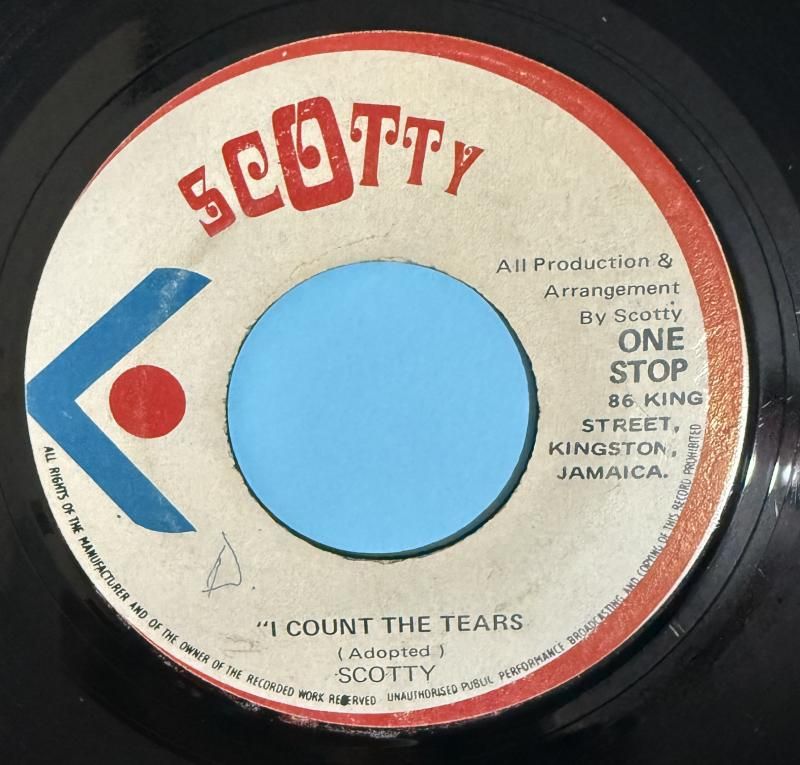 SCOTTY
All Production &
Arrangement
By Scotty
ONE
STOP
86 KING
STREET,
KINGSTON,
JAMAICA.
"I COUNT THE TEARS
( Adopted )
SCOTTY
ALL RIGHTS OF THE MANUFACTURER AND OF THE OWNER OF THE RECORDED WORK RESERVED UNAUTHORISED PUBLIC PERFORMANCE BROADCASTING AND COPYING OF THIS RECORD PROHIBITED
D.